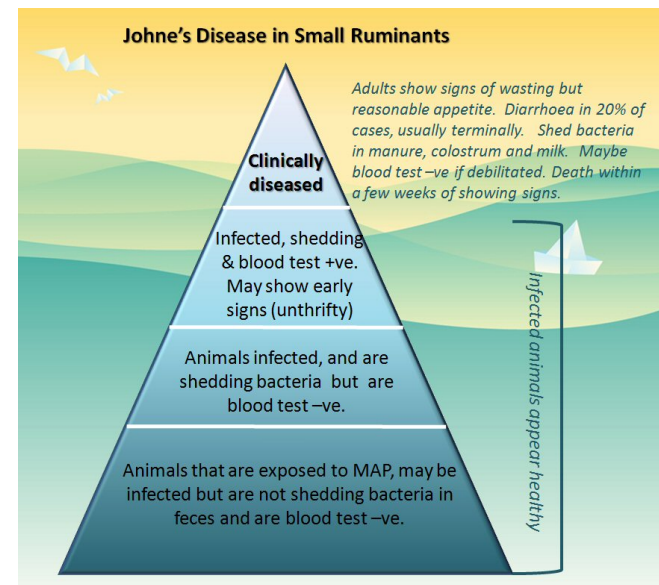 Johne's Disease in Small Ruminants
Adults show signs of wasting but
reasonable appetite. Diarrhoea in 20% of
cases, usually terminally. Shed bacteria
in manure, colostrum and milk. Maybe
blood test –ve if debilitated. Death within
a few weeks of showing signs.
Clinically
diseased
Infected, shedding
& blood test +ve.
May show early
signs (unthrifty)
Animals infected, and are
shedding bacteria but are
blood test –ve.
Animals that are exposed to MAP, may be
infected but are not shedding bacteria in
feces and are blood test –ve.
Infected animals appear healthy